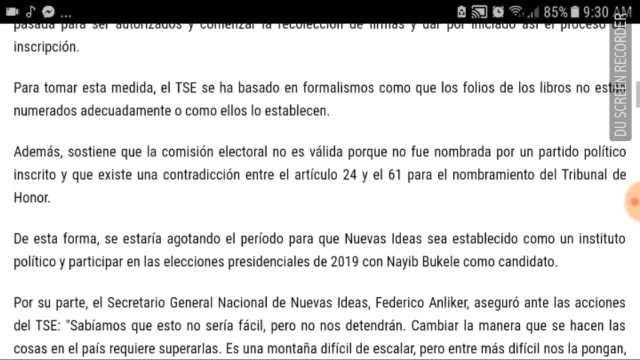 85% 9:30 AM
pasada para ser autorizados y comenzar la recolección de firmas y dar por iniciado así el proceso
inscripción.
Para tomar esta medida, el TSE se ha basado en formalismos como que los folios de los libros no están
numerados adecuadamente o como ellos lo establecen.
Además, sostiene que la comisión electoral no es válida porque no fue nombrada por un partido político
inscrito y que existe una contradicción entre el artículo 24 y el 61 para el nombramiento del Tribunal de
Honor.
De esta forma, se estaría agotando el período para que Nuevas Ideas sea establecido como un instituto
político y participar en las elecciones presidenciales de 2019 con Nayib Bukele como candidato.
Por su parte, el Secretario General Nacional de Nuevas Ideas, Federico Anliker, aseguró ante las acciones
del TSE: "Sabíamos que esto no sería fácil, pero no nos detendrán. Cambiar la manera que se hacen las
cosas en el país requiere superarlas. Es una montaña difícil de escalar, pero entre más difícil nos la pongan,
DU SCREEN RECORDER